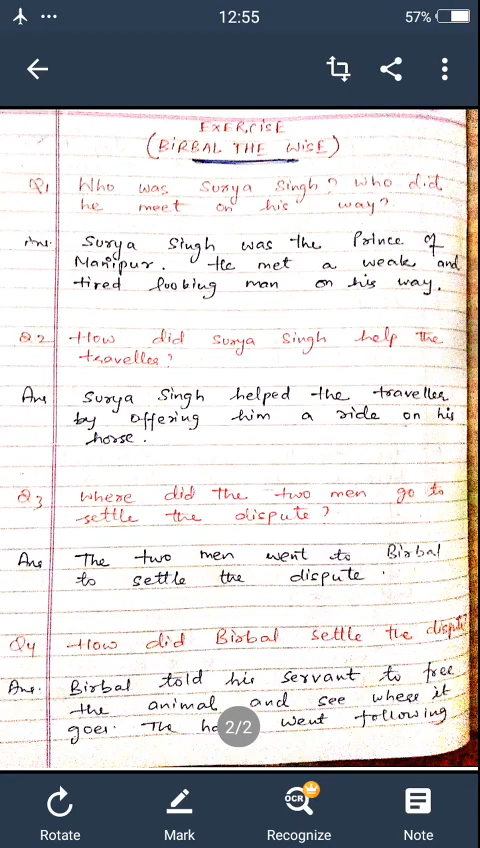 12:55
57%
EXERCISE
(BIRBAL THE WISE)
Q1 Who was Surya Singh? Who did
he meet on his way?
Ans. Surya Singh was the Prince of
Manipur. He met a weak and
tired looking man on his way.
Q2 How did Surya Singh help the
traveller?
Ans Surya Singh helped the traveller
by offering him a ride on his
horse.
Q3 Where did the two men go to
settle the dispute?
Ans The two men went to Birbal
to settle the dispute.
Q4 How did Birbal settle the dispute?
Ans. Birbal told his servant to free
the animal and see where it
goes. The went following
2/2
Rotate
Mark
OCR
Recognize
Note